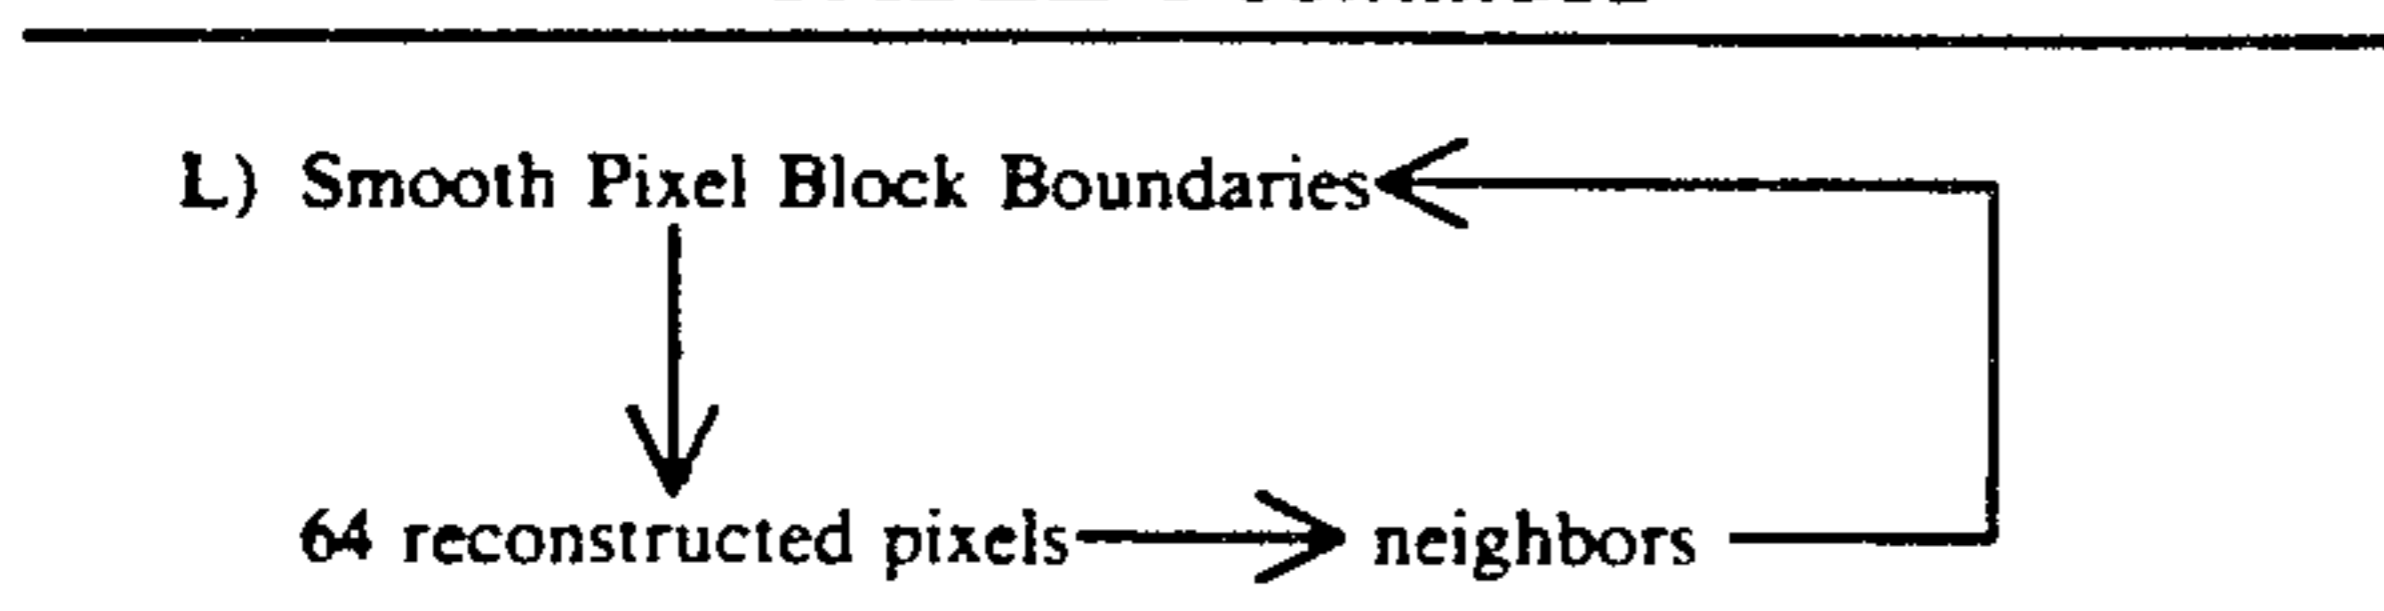 L) Smooth Pixel Block Boundaries
64 reconstructed pixels neighbors